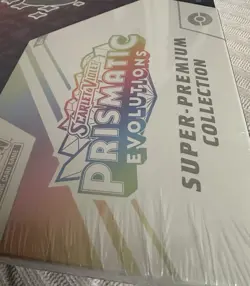 SCARLET & VIOLET
PRISMATIC
EVOLUTIONS
SUPER-PREMIUM
COLLECTION